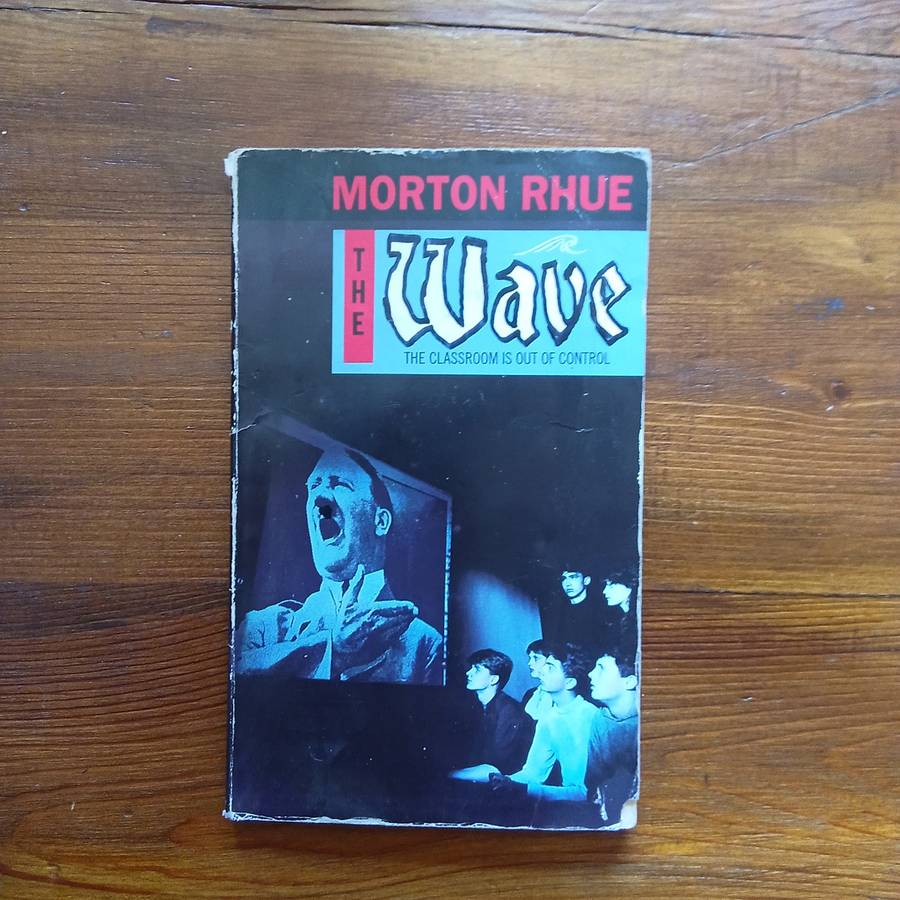 MORTON RHUE
THE
Wave
THE CLASSROOM IS OUT OF CONTROL